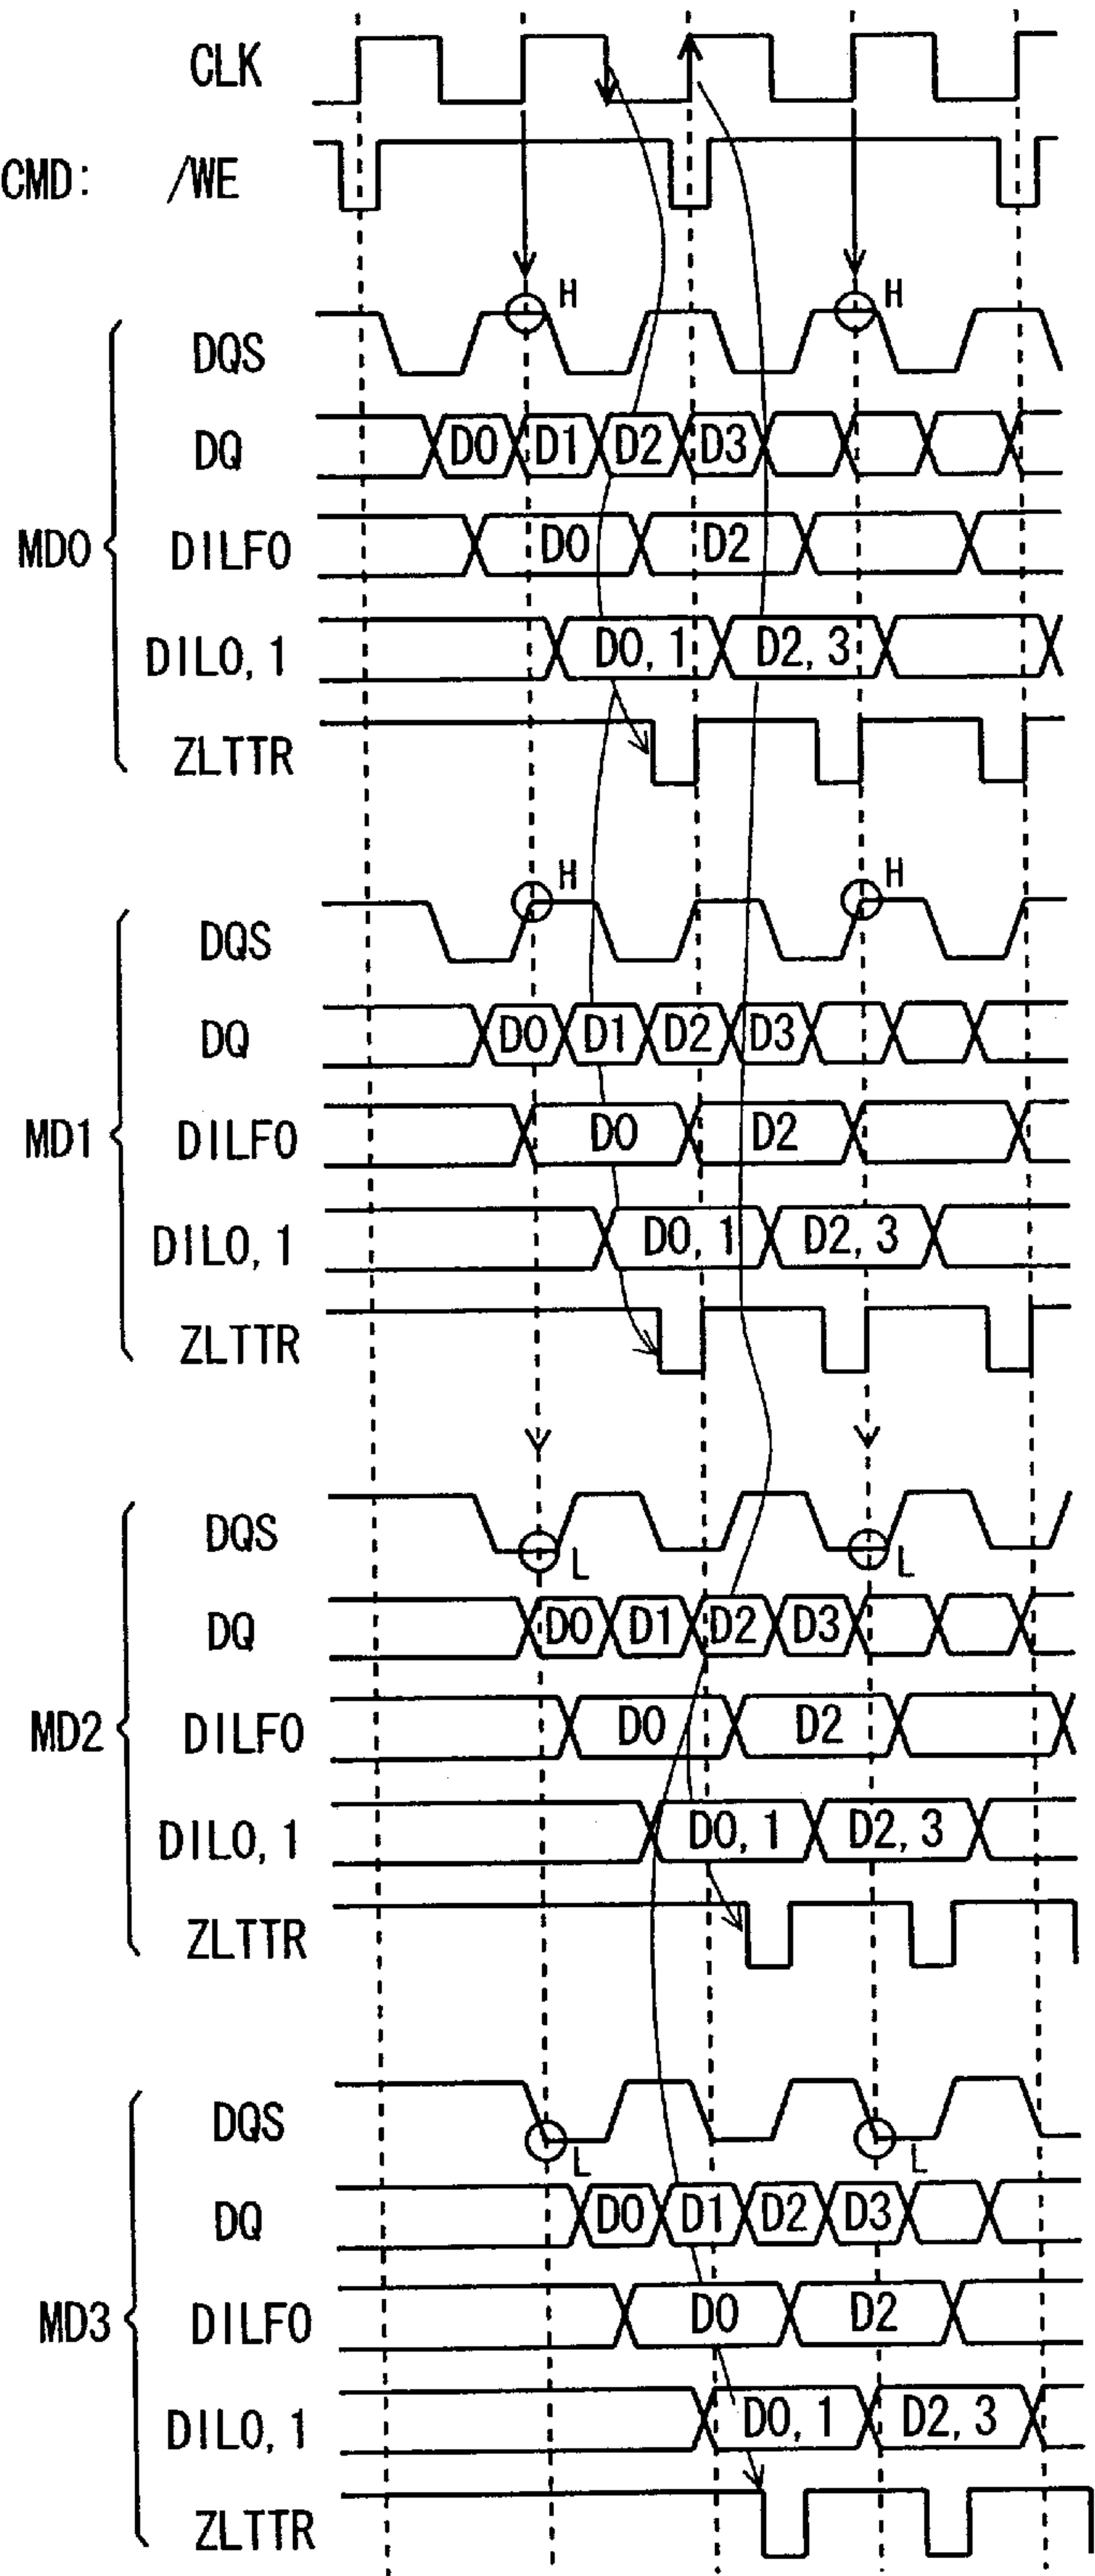 CLK
CMD: /WE
H H
DQS
DQ D0 D1 D2 D3
MD0 DILF0 D0 D2
DIL0, 1 D0, 1 D2, 3
ZLTTR
H H
DQS
DQ D0 D1 D2 D3
MD1 DILF0 D0 D2
DIL0, 1 D0, 1 D2, 3
ZLTTR
DQS L L
DQ D0 D1 D2 D3
MD2 DILF0 D0 D2
DIL0, 1 D0, 1 D2, 3
ZLTTR
DQS L L
DQ D0 D1 D2 D3
MD3 DILF0 D0 D2
DIL0, 1 D0, 1 D2, 3
ZLTTR